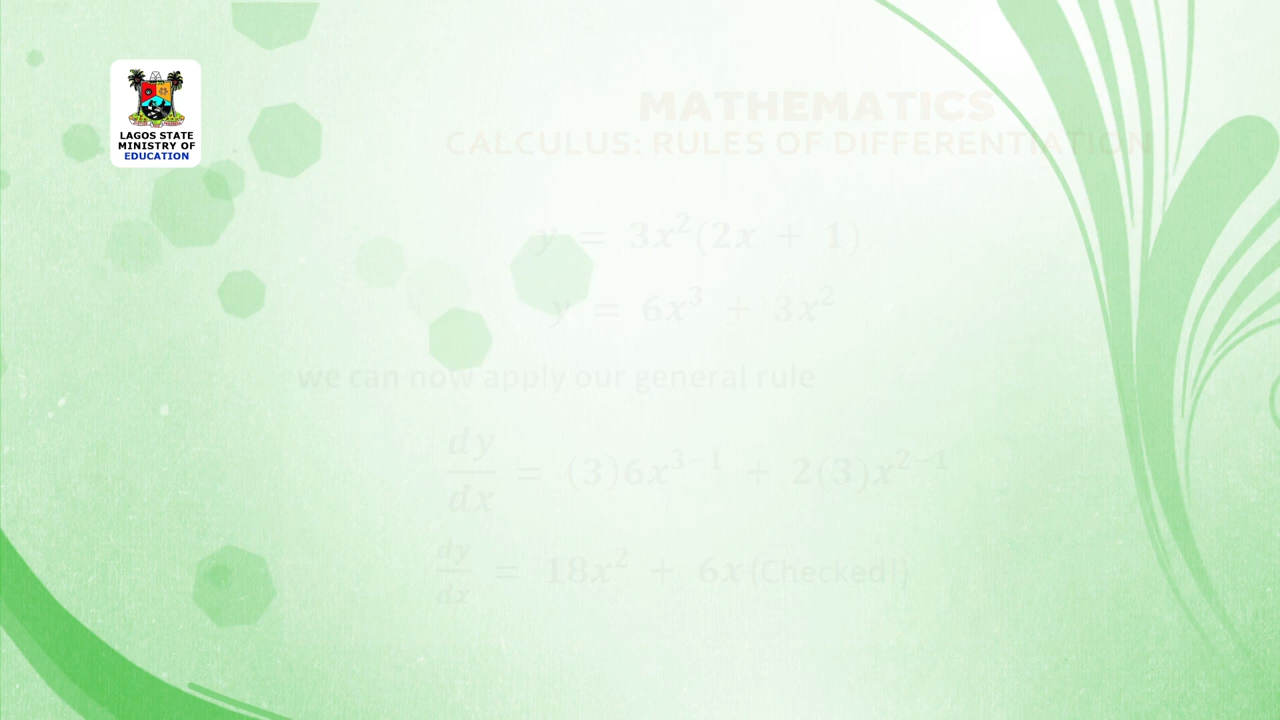 LAGOS STATE
MINISTRY OF
EDUCATION
MATHEMATICS
CALCULUS: RULES OF DIFFERENTIATION
y = 3x²(2x + 1)
y = 6x³ + 3x²
we can now apply our general rule
dy/dx = (3)6x³⁻¹ + 2(3)x²⁻¹
dy/dx = 18x² + 6x (Checked!)